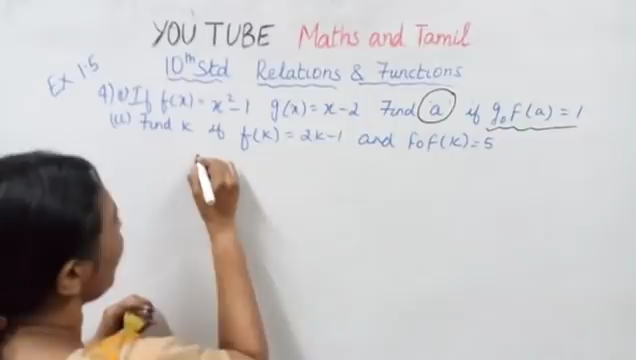 YOU TUBE Maths and Tamil
Ex 1.5
10th Std Relations & Functions
4) (i) If f(x) = x²-1 g(x) = x-2 Find 'a' if g∘f(a) = 1
(ii) Find k if f(k) = 2k-1 and f∘f(k) = 5